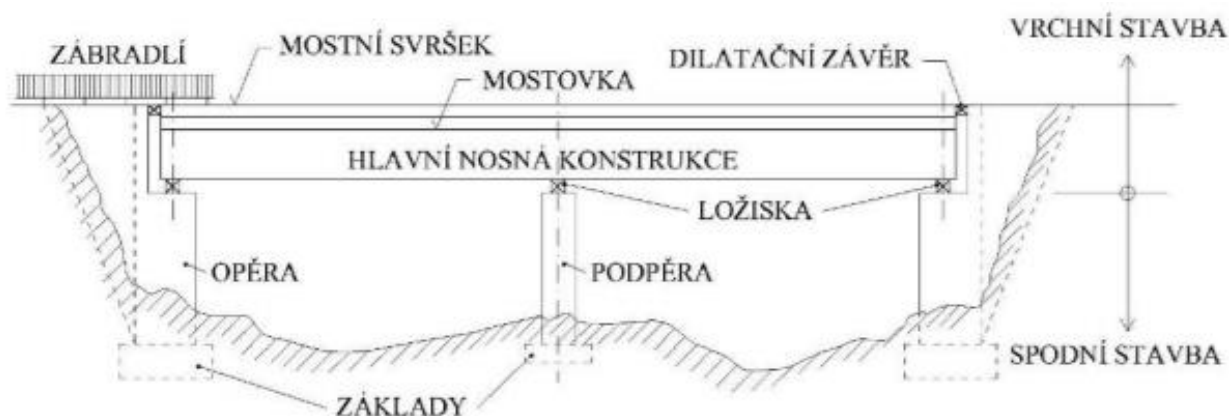 VRCHNÍ STAVBA
MOSTNÍ SVRŠEK
ZÁBRADLÍ
DILATAČNÍ ZÁVĚR
MOSTOVKA
HLAVNÍ NOSNÁ KONSTRUKCE
LOŽISKA
OPĚRA
PODPĚRA
SPODNÍ STAVBA
ZÁKLADY